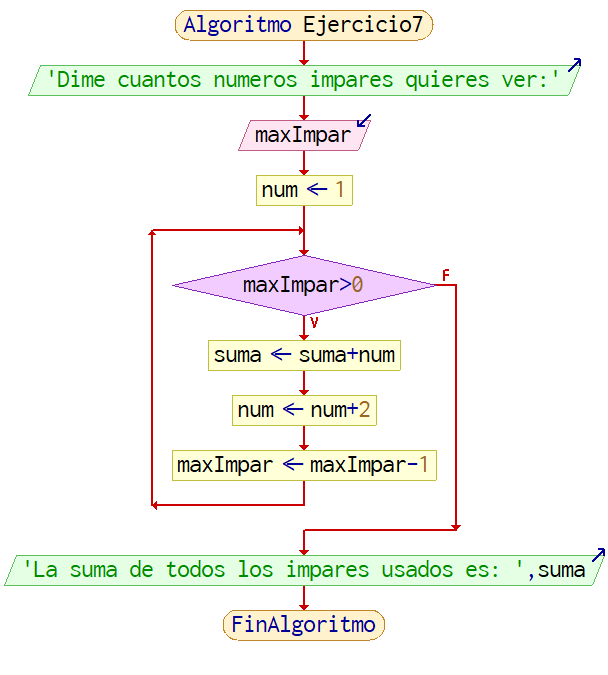 Algoritmo Ejercicio7
'Dime cuantos numeros impares quieres ver:'
maxImpar
num ← 1
maxImpar>0
F
V
suma ← suma+num
num ← num+2
maxImpar ← maxImpar-1
'La suma de todos los impares usados es: ',suma
FinAlgoritmo